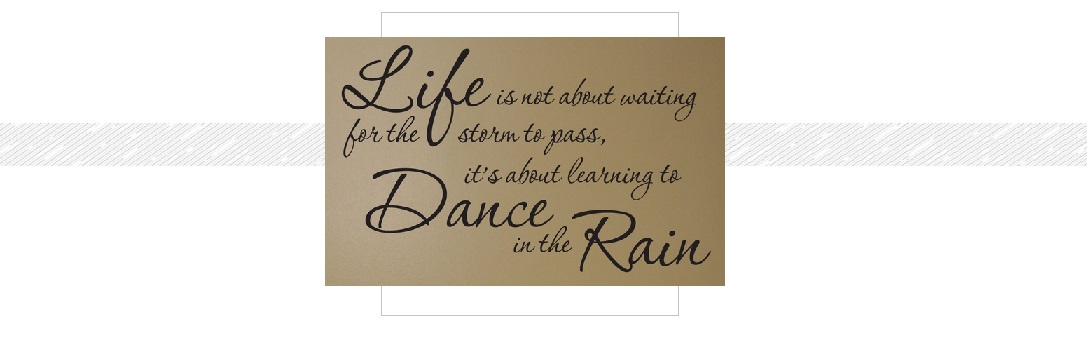 Life is not about waiting
for the storm to pass,
it's about learning to
Dance
in the Rain